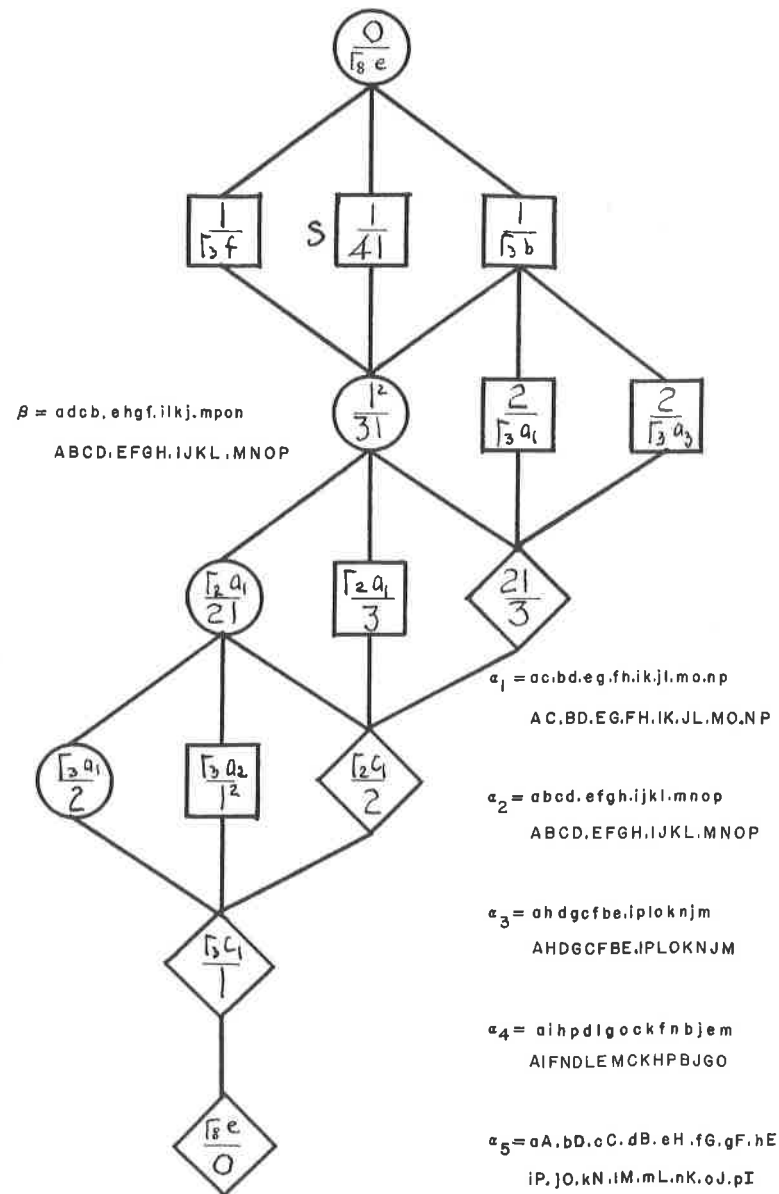 0
Γ8 e
1
Γ3 f
S
1
41
1
Γ3 b
β = adcb, ehgf, ilkj, mpon
ABCD, EFGH, IJKL, MNOP
1²
31
2
Γ3 a1
2
Γ3 a3
Γ2 a1
21
Γ2 a1
3
21
3
α1 = ac.bd.eg.fh.ik.jl.mo.np
AC.BD.EG.FH.IK.JL.MO.NP
Γ3 a1
2
Γ3 a2
1²
Γ2 c1
2
α2 = abcd.efgh.ijkl.mnop
ABCD.EFGH.IJKL.MNOP
Γ3 c1
1
α3 = ahdgcfbe.iploknjm
AHDGCFBE.IPLOKNJM
α4 = aihpdlgockfnbjem
AIFNDLEMCKHPBJGO
Γ8 e
0
α5 = aA.bD.cC.dB.eH.fG.gF.hE
iP.jO.kN.lM.mL.nK.oJ.pI